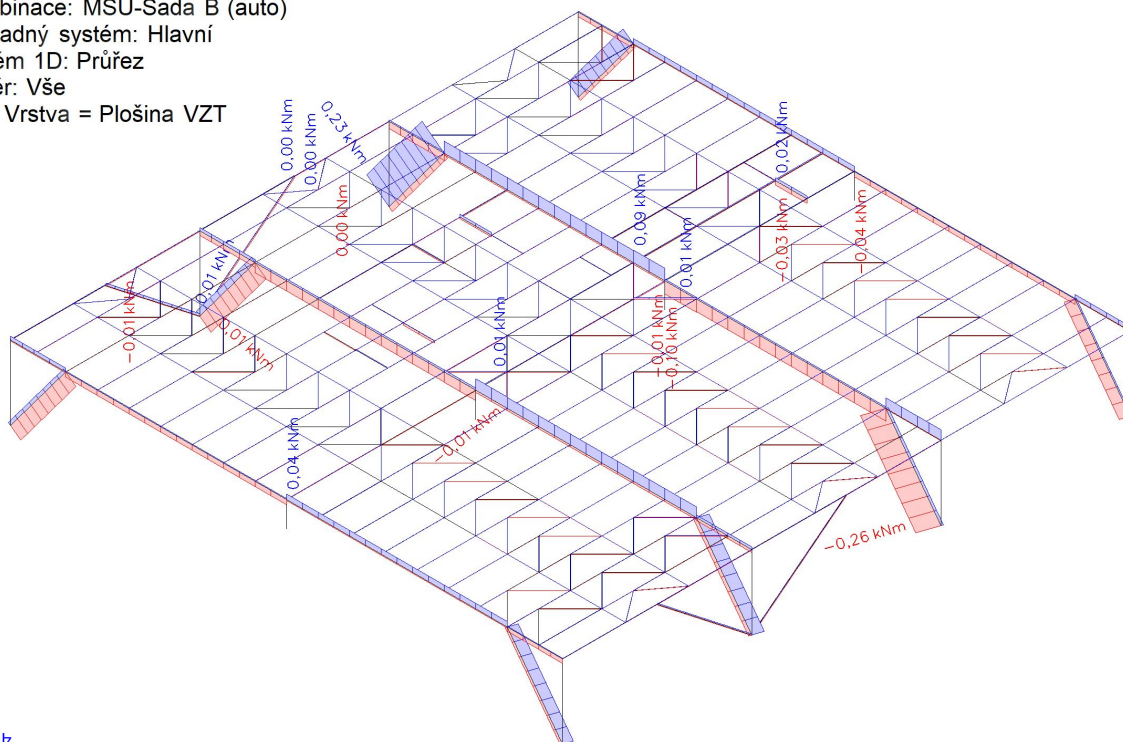 binace: MSÚ-Sada B (auto)
adný systém: Hlavní
ém 1D: Průřez
ěr: Vše
Vrstva = Plošina VZT
0,00 kNm
0,00 kNm
0,23 kNm
0,02 kNm
0,00 kNm
0,09 kNm
0,01 kNm
−0,03 kNm
−0,04 kNm
0,01 kNm
−0,01 kNm
0,01 kNm
0,01 kNm
−0,01 kNm
−0,10 kNm
−0,01 kNm
0,04 kNm
−0,26 kNm